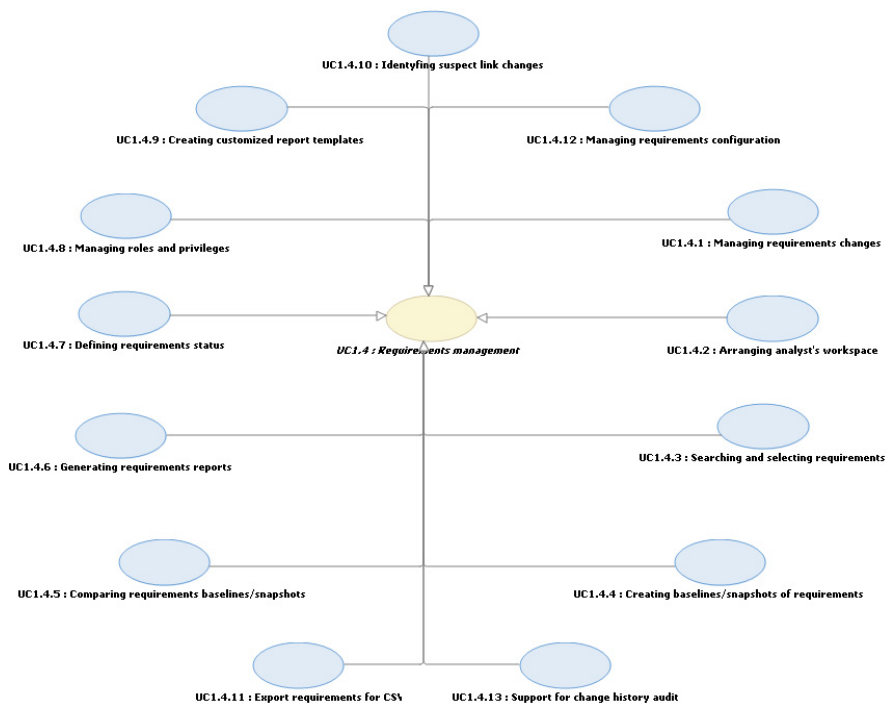 UC1.4.10 : Identyfing suspect link changes
UC1.4.9 : Creating customized report templates
UC1.4.12 : Managing requirements configuration
UC1.4.8 : Managing roles and privileges
UC1.4.1 : Managing requirements changes
UC1.4.7 : Defining requirements status
UC1.4 : Requirements management
UC1.4.2 : Arranging analyst's workspace
UC1.4.6 : Generating requirements reports
UC1.4.3 : Searching and selecting requirements
UC1.4.5 : Comparing requirements baselines/snapshots
UC1.4.4 : Creating baselines/snapshots of requirements
UC1.4.11 : Export requirements for CSV
UC1.4.13 : Support for change history audit